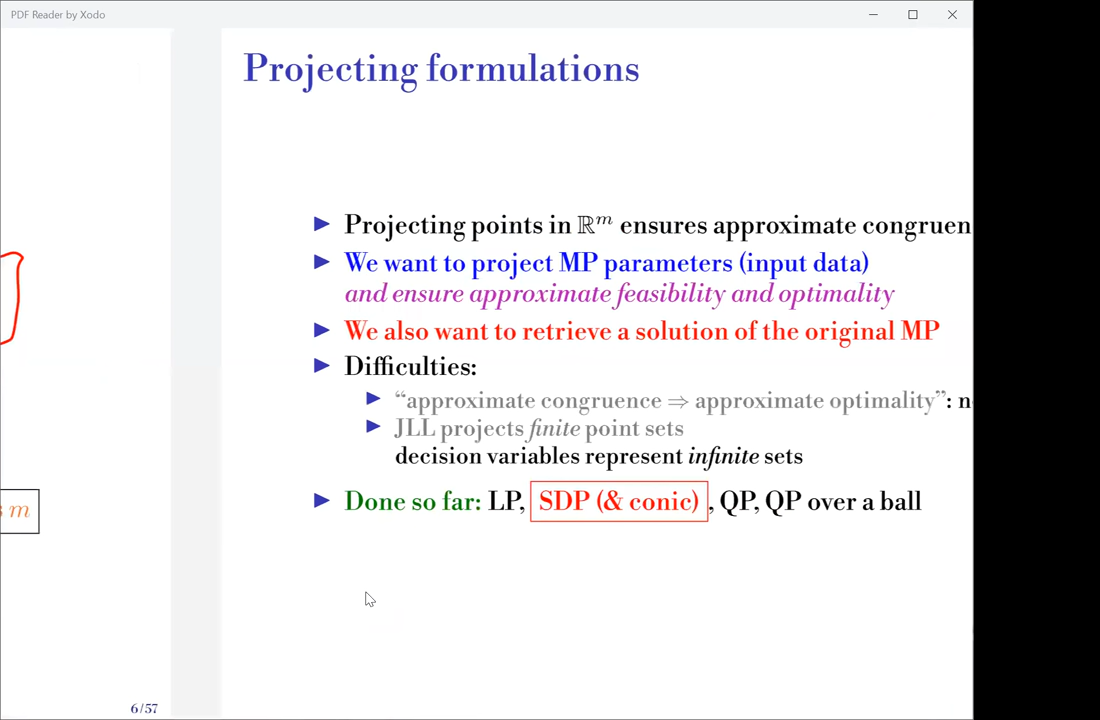 PDF Reader by Xodo
Projecting formulations
Projecting points in ℝᵐ ensures approximate
We want to project MP parameters (input data)
and ensure approximate feasibility and optimality
We also want to retrieve a solution of the original MP
Difficulties:
“approximate congruence ⇒ approximate optimality”:
JLL projects finite point sets
decision variables represent infinite sets
m
Done so far: LP, SDP (& conic), QP, QP over a ball
6/57